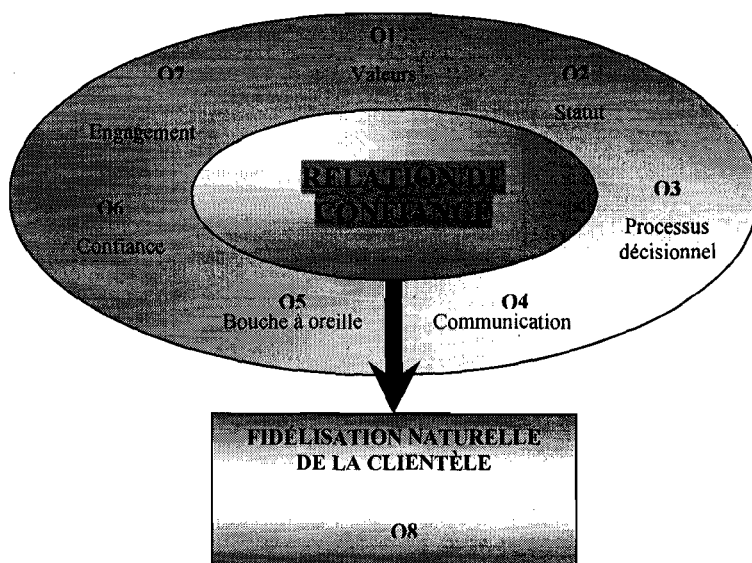 O1
Valeurs
O2
Statut
O3
Processus
décisionnel
O4
Communication
O5
Bouche à oreille
O6
Confiance
O7
Engagement
RELATION DE
CONFIANCE
FIDÉLISATION NATURELLE
DE LA CLIENTÈLE
O8